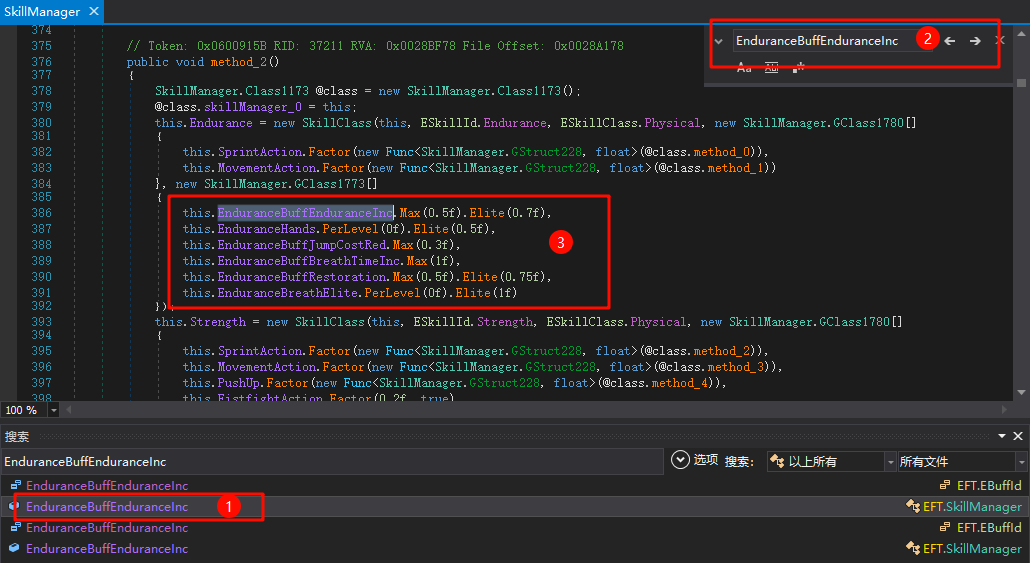 SkillManager ×
374
375 // Token: 0x0600915B RID: 37211 RVA: 0x0028BF78 File Offset: 0x0028A178
376 public void method_2()
377 {
378 SkillManager.Class1173 @class = new SkillManager.Class1173();
379 @class.skillManager_0 = this;
380 this.Endurance = new SkillClass(this, ESkillId.Endurance, ESkillClass.Physical, new SkillManager.GClass1780[]
381 {
382 this.SprintAction.Factor(new Func<SkillManager.GStruct228, float>(@class.method_0)),
383 this.MovementAction.Factor(new Func<SkillManager.GStruct228, float>(@class.method_1))
384 }, new SkillManager.GClass1773[]
385 {
386 this.EnduranceBuffEnduranceInc.Max(0.5f).Elite(0.7f),
387 this.EnduranceHands.PerLevel(0f).Elite(0.5f),
388 this.EnduranceBuffJumpCostRed.Max(0.3f),
389 this.EnduranceBuffBreathTimeInc.Max(1f),
390 this.EnduranceBuffRestoration.Max(0.5f).Elite(0.75f),
391 this.EnduranceBreathElite.PerLevel(0f).Elite(1f)
392 });
393 this.Strength = new SkillClass(this, ESkillId.Strength, ESkillClass.Physical, new SkillManager.GClass1780[]
394 {
395 this.SprintAction.Factor(new Func<SkillManager.GStruct228, float>(@class.method_2)),
396 this.MovementAction.Factor(new Func<SkillManager.GStruct228, float>(@class.method_3)),
397 this.PushUp.Factor(new Func<SkillManager.GStruct228, float>(@class.method_4)),
398 this.FistfightAction.Factor(0.2f, true)
EnduranceBuffEnduranceInc 2
Aa Ab
3
100 %
搜索
EnduranceBuffEnduranceInc 选项 搜索: 以上所有 所有文件
EnduranceBuffEnduranceInc EFT.EBuffId
EnduranceBuffEnduranceInc 1 EFT.SkillManager
EnduranceBuffEnduranceInc EFT.EBuffId
EnduranceBuffEnduranceInc EFT.SkillManager